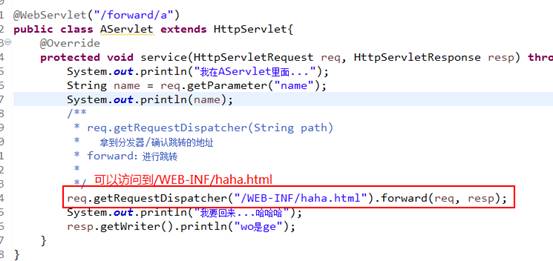 @WebServlet("/forward/a")
public class AServlet extends HttpServlet{
@Override
protected void service(HttpServletRequest req, HttpServletResponse resp) thro
System.out.println("我在AServlet里面...");
String name = req.getParameter("name");
System.out.println(name);
/**
* req.getRequestDispatcher(String path)
* 拿到分发器/确认跳转的地址
* forward：进行跳转
*
*/ 可以访问到/WEB-INF/haha.html
req.getRequestDispatcher("/WEB-INF/haha.html").forward(req, resp);
System.out.println("我要回来...哈哈哈");
resp.getWriter().println("wo是ge");
}
}